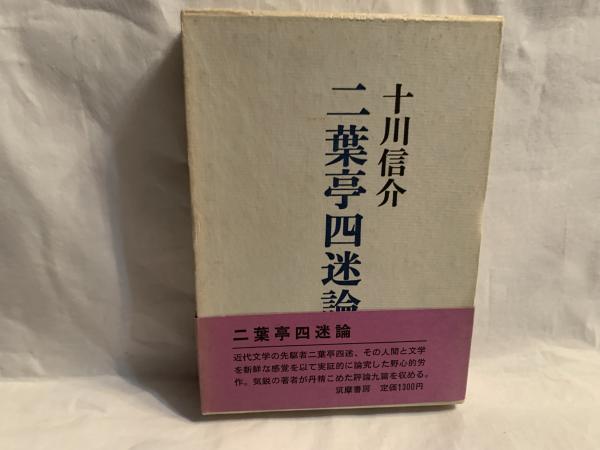 十川信介
二葉亭四迷論
二葉亭四迷論
近代文学の先駆者二葉亭四迷、その人間と文学
を新鮮な感覚を以て実証的に論究した野心的労
作。気鋭の著者が丹精こめた評論九篇を収める。
筑摩書房 定価1300円